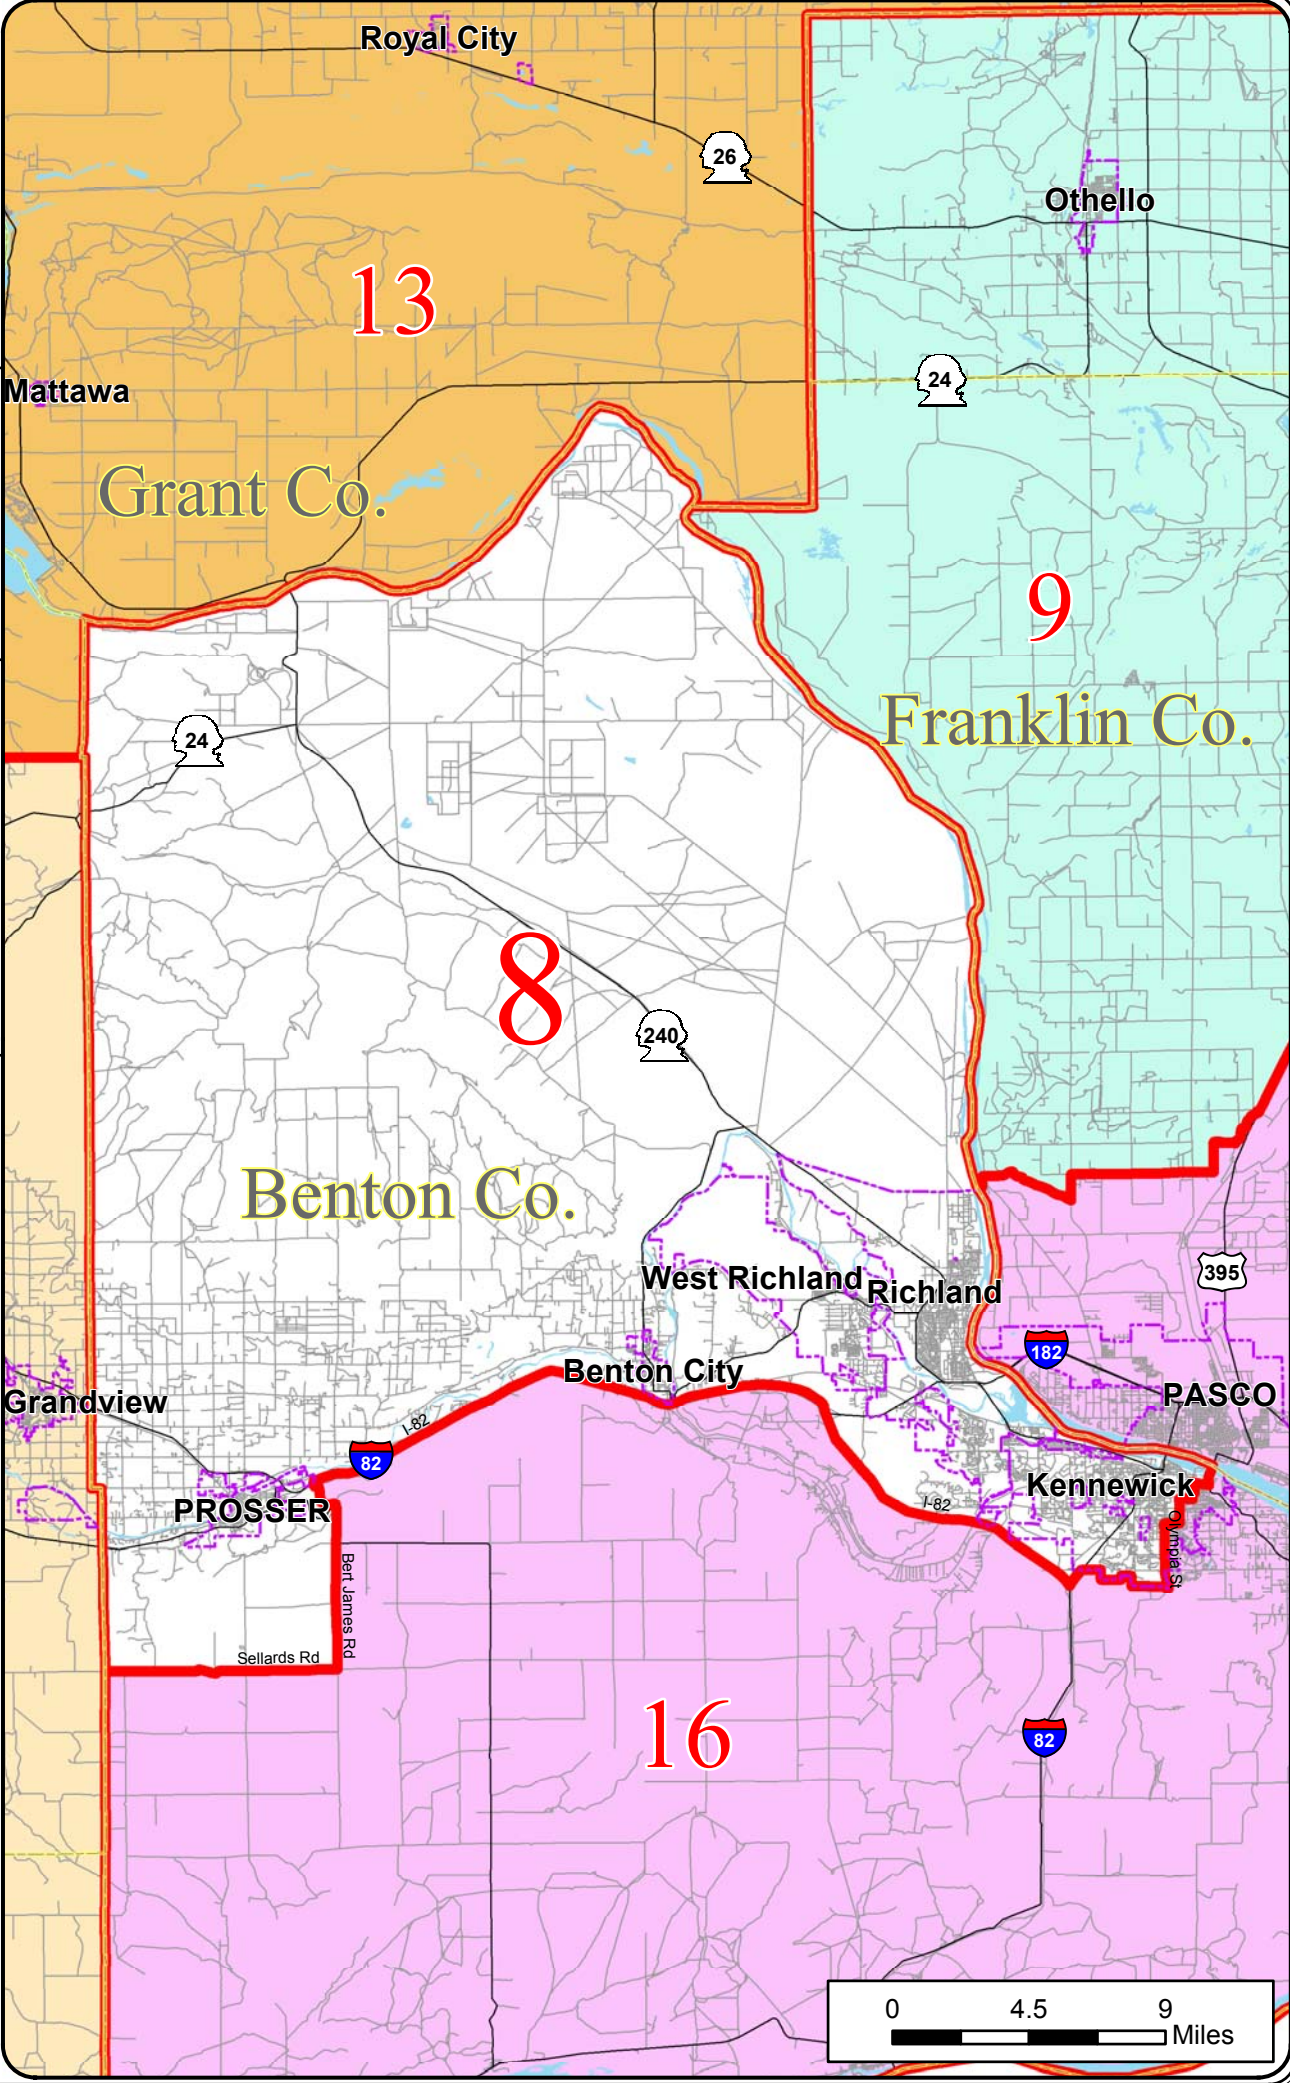 Royal City
26
Othello
13
24
Mattawa
Grant Co.
9
Franklin Co.
24
8
240
Benton Co.
West Richland
Richland
395
182
Benton City
PASCO
Grandview
I-82
82
Kennewick
PROSSER
I-82
Olympia St
Bert James Rd
Sellards Rd
16
82
0 4.5 9
Miles